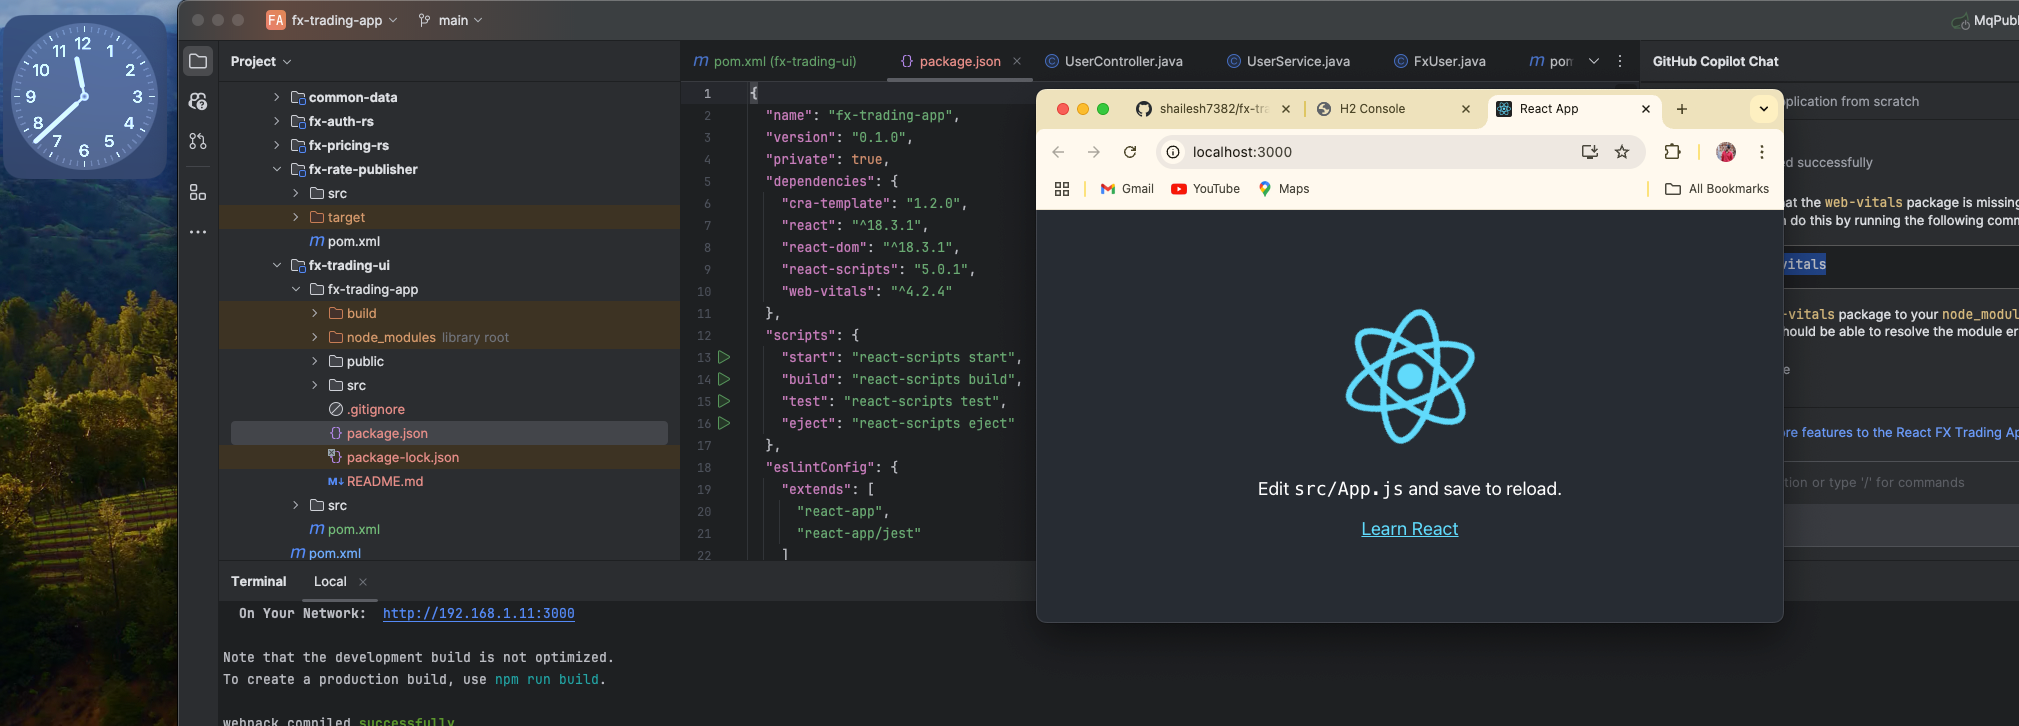 FA fx-trading-app main MqPubl
12 1 2 3 4 5 6 7 8 9 10 11
Project
common-data
fx-auth-rs
fx-pricing-rs
fx-rate-publisher
src
target
pom.xml
fx-trading-ui
fx-trading-app
build
node_modules library root
public
src
.gitignore
package.json
package-lock.json
README.md
src
pom.xml
pom.xml
pom.xml (fx-trading-ui) package.json UserController.java UserService.java FxUser.java pom
1 {
2 "name": "fx-trading-app",
3 "version": "0.1.0",
4 "private": true,
5 "dependencies": {
6 "cra-template": "1.2.0",
7 "react": "^18.3.1",
8 "react-dom": "^18.3.1",
9 "react-scripts": "5.0.1",
10 "web-vitals": "^4.2.4"
11 },
12 "scripts": {
13 "start": "react-scripts start",
14 "build": "react-scripts build",
15 "test": "react-scripts test",
16 "eject": "react-scripts eject"
17 },
18 "eslintConfig": {
19 "extends": [
20 "react-app",
21 "react-app/jest"
22 ]
shailesh7382/fx-tra H2 Console React App
localhost:3000
Gmail YouTube Maps All Bookmarks
Edit src/App.js and save to reload.
Learn React
GitHub Copilot Chat
plication from scratch
d successfully
at the web-vitals package is missing
do this by running the following comm
vitals
-vitals package to your node_modul
hould be able to resolve the module er
e
re features to the React FX Trading Ap
tion or type '/' for commands
Terminal Local
On Your Network: http://192.168.1.11:3000
Note that the development build is not optimized.
To create a production build, use npm run build.
webpack compiled successfully